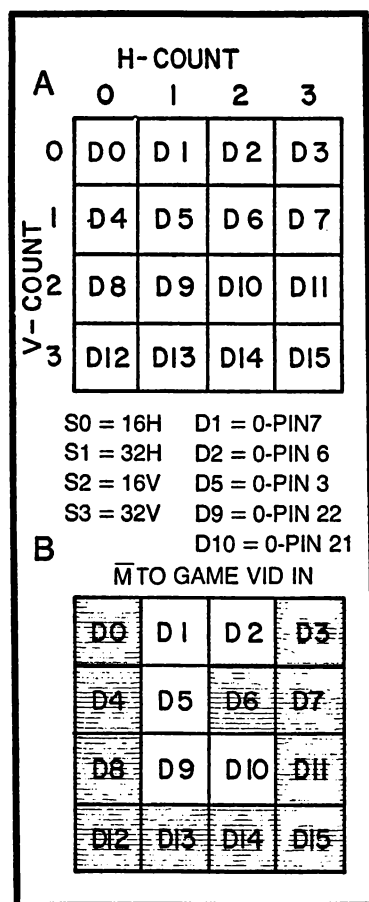 H-COUNT
A
0 1 2 3
V-COUNT
0 D0 D1 D2 D3
1 D4 D5 D6 D7
2 D8 D9 D10 D11
3 D12 D13 D14 D15
S0 = 16H D1 = 0-PIN7
S1 = 32H D2 = 0-PIN 6
S2 = 16V D5 = 0-PIN 3
S3 = 32V D9 = 0-PIN 22
D10 = 0-PIN 21
B
M̅ TO GAME VID IN
D0 D1 D2 D3
D4 D5 D6 D7
D8 D9 D10 D11
D12 D13 D14 D15